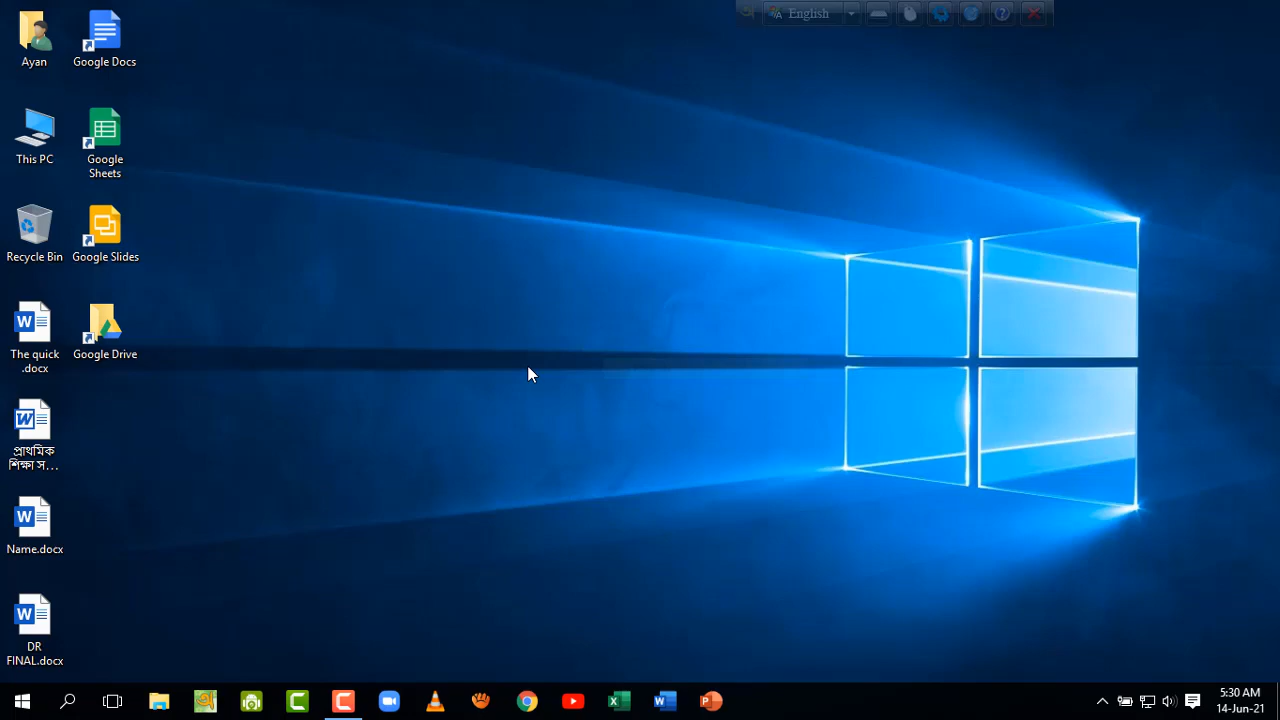 English
Ayan
Google Docs
This PC
Google
Sheets
Recycle Bin
Google Slides
The quick
.docx
Google Drive
প্রাথমিক
শিক্ষা স...
Name.docx
DR
FINAL.docx
5:30 AM
14-Jun-21